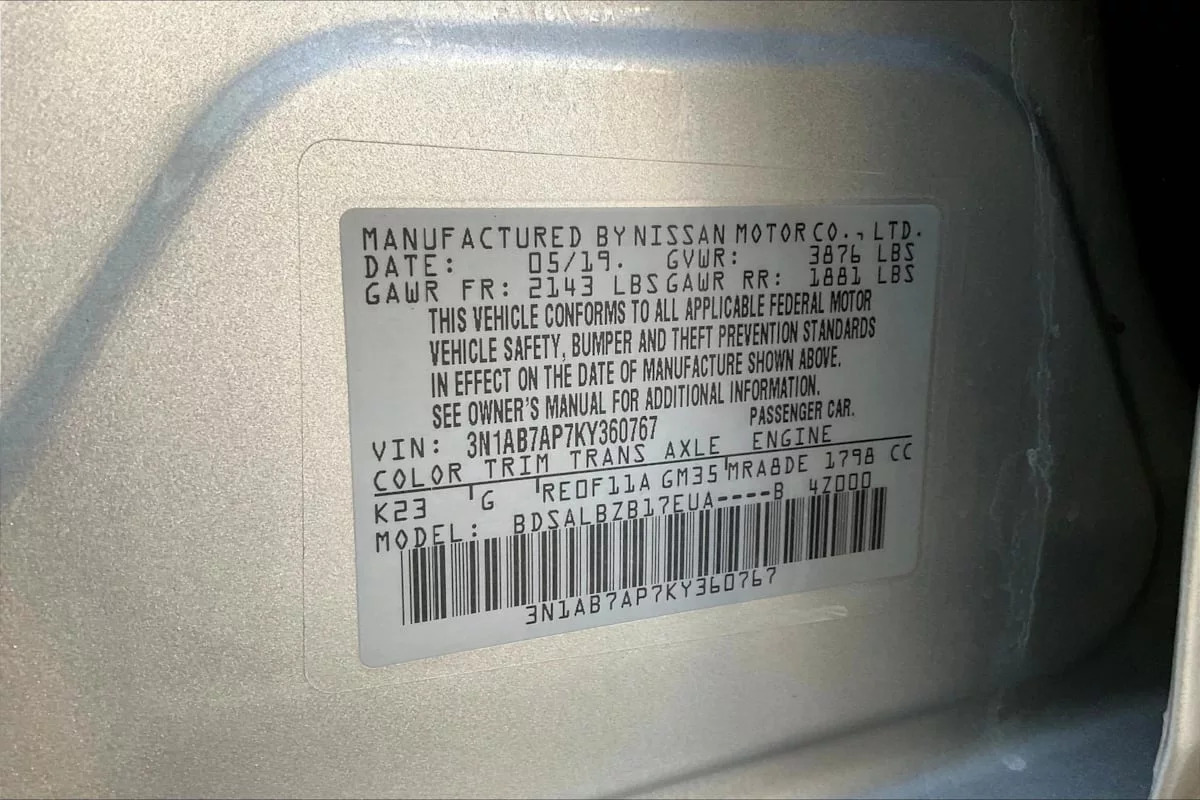 MANUFACTURED BY NISSAN MOTOR CO., LTD.
DATE: 05/19. GVWR: 3876 LBS
GAWR FR: 2143 LBS GAWR RR: 1881 LBS
THIS VEHICLE CONFORMS TO ALL APPLICABLE FEDERAL MOTOR
VEHICLE SAFETY, BUMPER AND THEFT PREVENTION STANDARDS
IN EFFECT ON THE DATE OF MANUFACTURE SHOWN ABOVE.
SEE OWNER'S MANUAL FOR ADDITIONAL INFORMATION.
VIN: 3N1AB7AP7KY360767 PASSENGER CAR.
COLOR TRIM TRANS AXLE ENGINE
K23 G RE0F11A GM35 MRA8DE 1798 CC
MODEL: BDSALBZB17EUA----B 4Z000
3N1AB7AP7KY360767